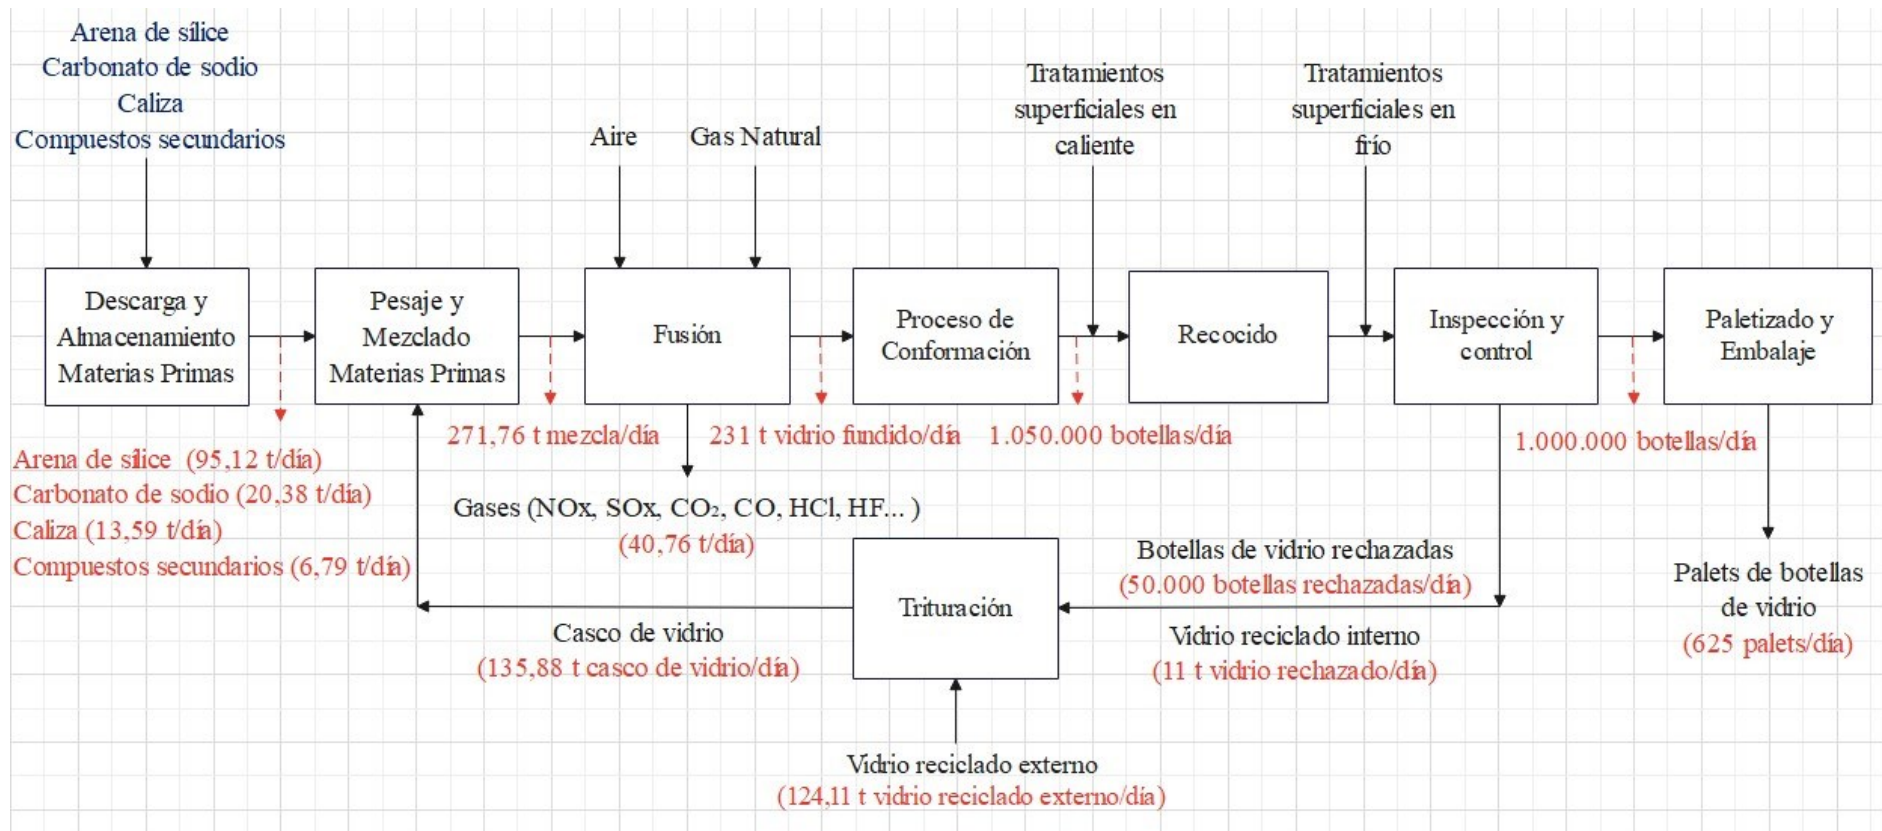 Arena de sílice
Carbonato de sodio
Caliza
Compuestos secundarios
Aire
Gas Natural
Tratamientos
superficiales en
caliente
Tratamientos
superficiales en
frío
Descarga y
Almacenamiento
Materias Primas
Pesaje y
Mezclado
Materias Primas
Fusión
Proceso de
Conformación
Recocido
Inspección y
control
Paletizado y
Embalaje
Arena de sílice (95,12 t/día)
Carbonato de sodio (20,38 t/día)
Caliza (13,59 t/día)
Compuestos secundarios (6,79 t/día)
271,76 t mezcla/día
231 t vidrio fundido/día
1.050.000 botellas/día
1.000.000 botellas/día
Gases (NOx, SOx, CO₂, CO, HCl, HF... )
(40,76 t/día)
Trituración
Botellas de vidrio rechazadas
(50.000 botellas rechazadas/día)
Vidrio reciclado interno
(11 t vidrio rechazado/día)
Palets de botellas
de vidrio
(625 palets/día)
Casco de vidrio
(135,88 t casco de vidrio/día)
Vidrio reciclado externo
(124,11 t vidrio reciclado externo/día)